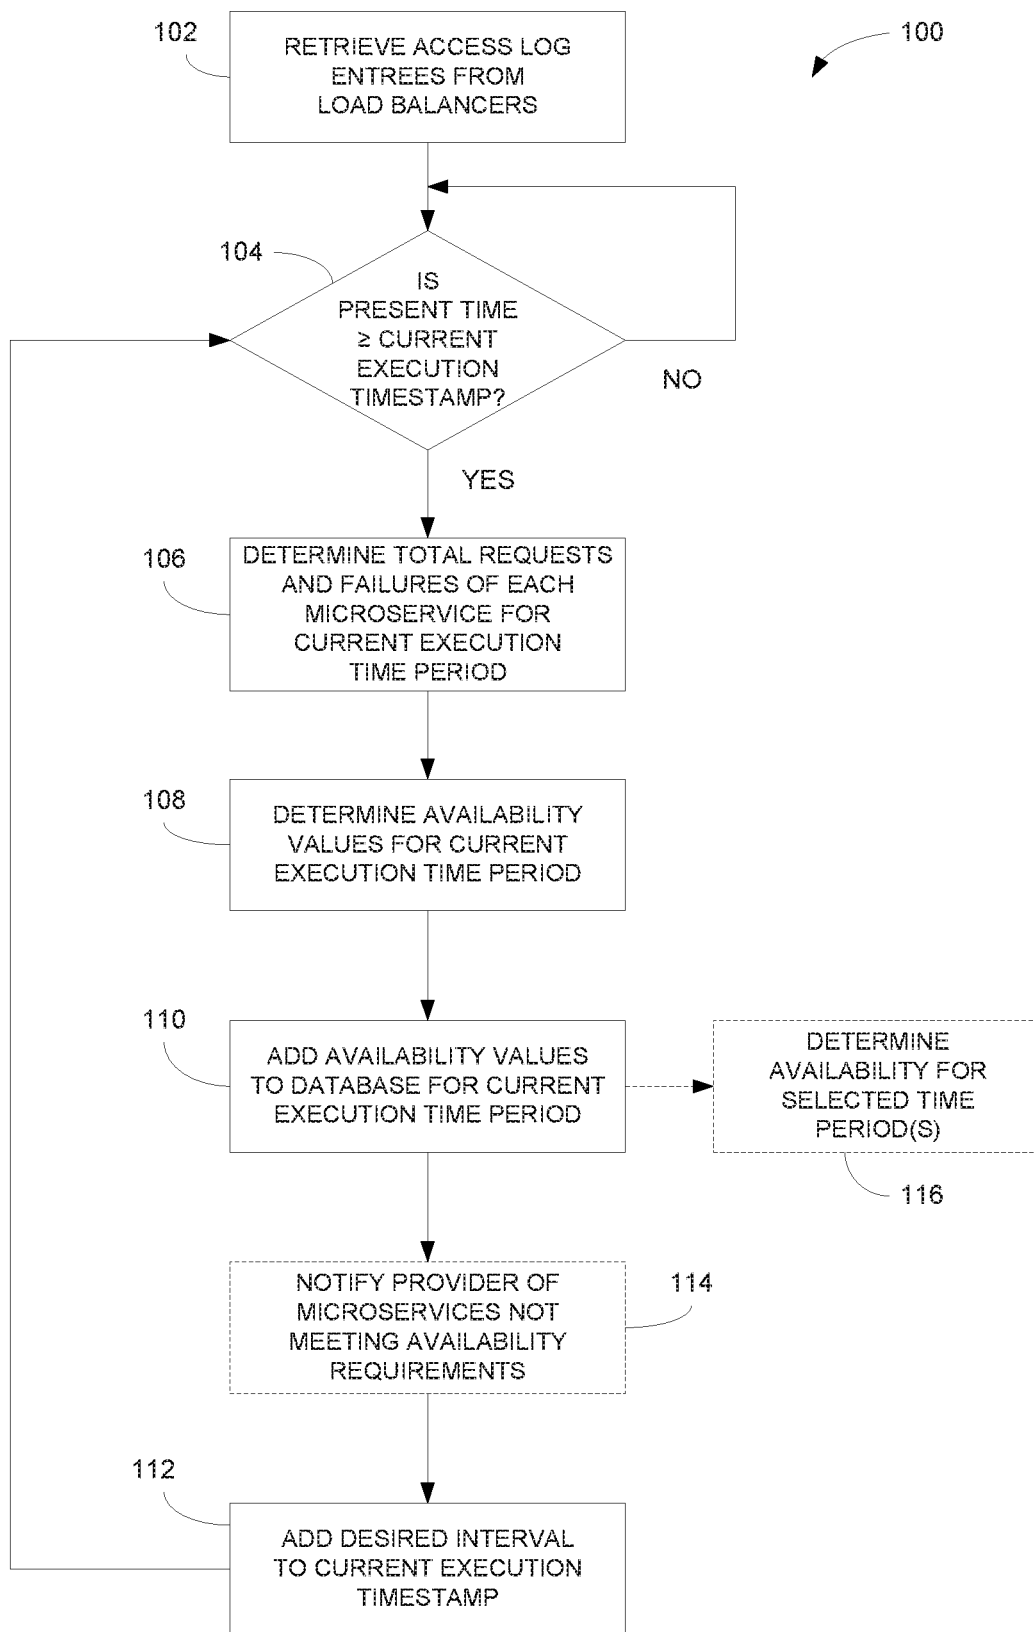 102
RETRIEVE ACCESS LOG
ENTREES FROM
LOAD BALANCERS
100
104
IS
PRESENT TIME
≥ CURRENT
EXECUTION
TIMESTAMP?
NO
YES
106
DETERMINE TOTAL REQUESTS
AND FAILURES OF EACH
MICROSERVICE FOR
CURRENT EXECUTION
TIME PERIOD
108
DETERMINE AVAILABILITY
VALUES FOR CURRENT
EXECUTION TIME PERIOD
110
ADD AVAILABILITY VALUES
TO DATABASE FOR CURRENT
EXECUTION TIME PERIOD
DETERMINE
AVAILABILITY FOR
SELECTED TIME
PERIOD(S)
116
NOTIFY PROVIDER OF
MICROSERVICES NOT
MEETING AVAILABILITY
REQUIREMENTS
114
112
ADD DESIRED INTERVAL
TO CURRENT EXECUTION
TIMESTAMP